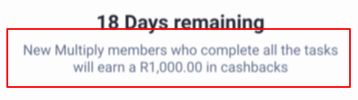 18 Days remaining
New Multiply members who complete all the tasks
will earn a R1,000.00 in cashbacks